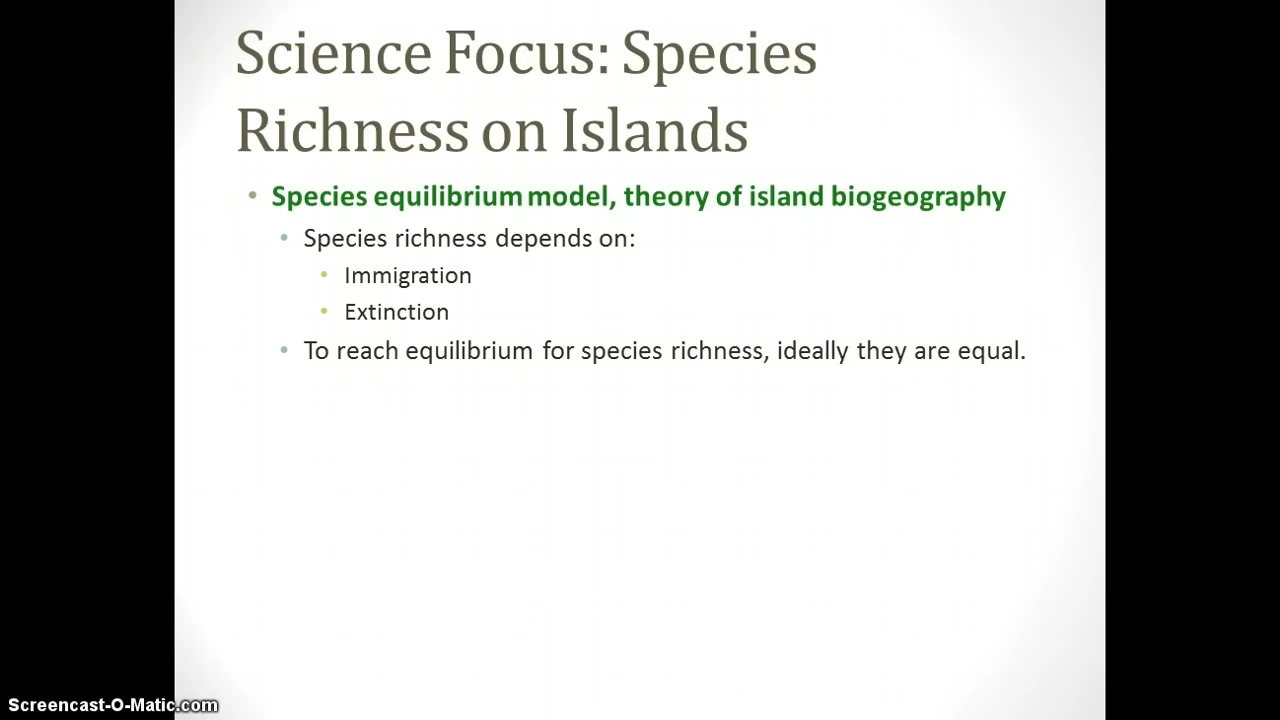 Science Focus: Species
Richness on Islands
• Species equilibrium model, theory of island biogeography
• Species richness depends on:
• Immigration
• Extinction
• To reach equilibrium for species richness, ideally they are equal.
Screencast-O-Matic.com